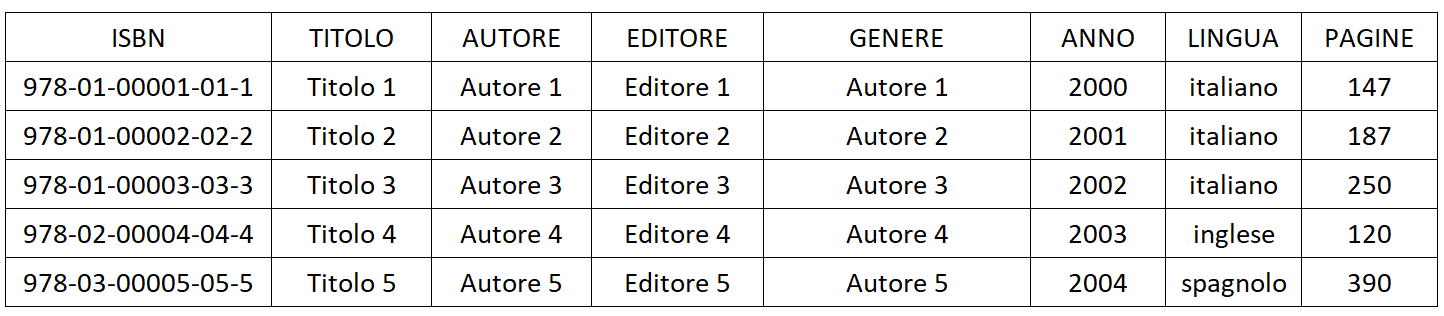 ISBN TITOLO AUTORE EDITORE GENERE ANNO LINGUA PAGINE
978-01-00001-01-1 Titolo 1 Autore 1 Editore 1 Autore 1 2000 italiano 147
978-01-00002-02-2 Titolo 2 Autore 2 Editore 2 Autore 2 2001 italiano 187
978-01-00003-03-3 Titolo 3 Autore 3 Editore 3 Autore 3 2002 italiano 250
978-02-00004-04-4 Titolo 4 Autore 4 Editore 4 Autore 4 2003 inglese 120
978-03-00005-05-5 Titolo 5 Autore 5 Editore 5 Autore 5 2004 spagnolo 390